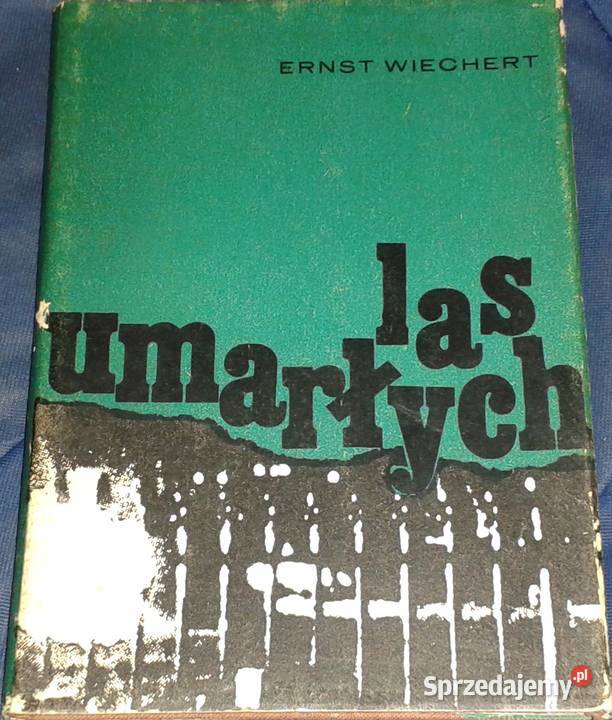 ERNST WIECHERT
las
umarłych
Sprzedajemy.pl